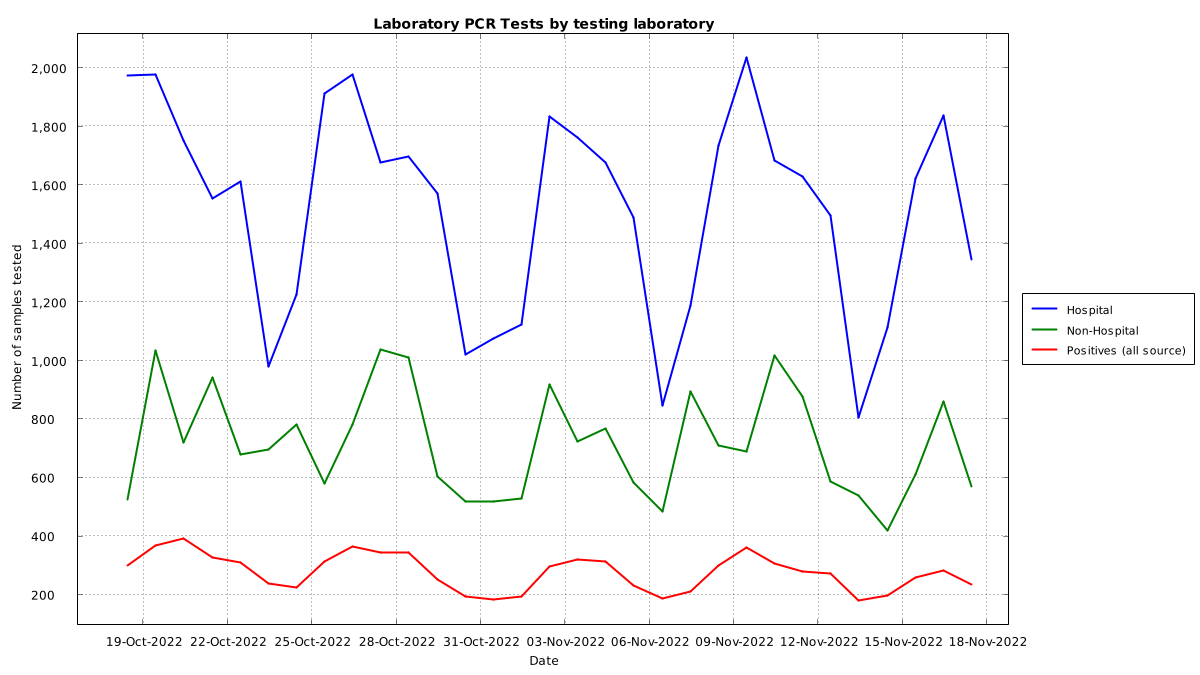 Laboratory PCR Tests by testing laboratory
2,000
1,800
1,600
1,400
1,200
1,000
800
600
400
200
Number of samples tested
19-Oct-2022 22-Oct-2022 25-Oct-2022 28-Oct-2022 31-Oct-2022 03-Nov-2022 06-Nov-2022 09-Nov-2022 12-Nov-2022 15-Nov-2022 18-Nov-2022
Date
Hospital
Non-Hospital
Positives (all source)